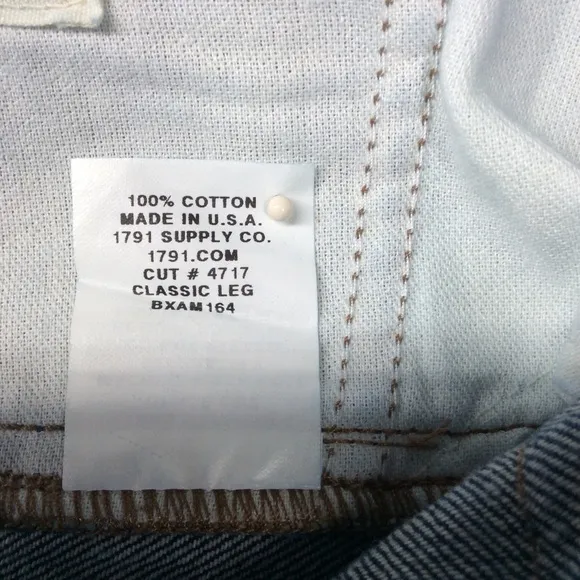 100% COTTON
MADE IN U.S.A.
1791 SUPPLY CO.
1791.COM
CUT # 4717
CLASSIC LEG
BXAM164